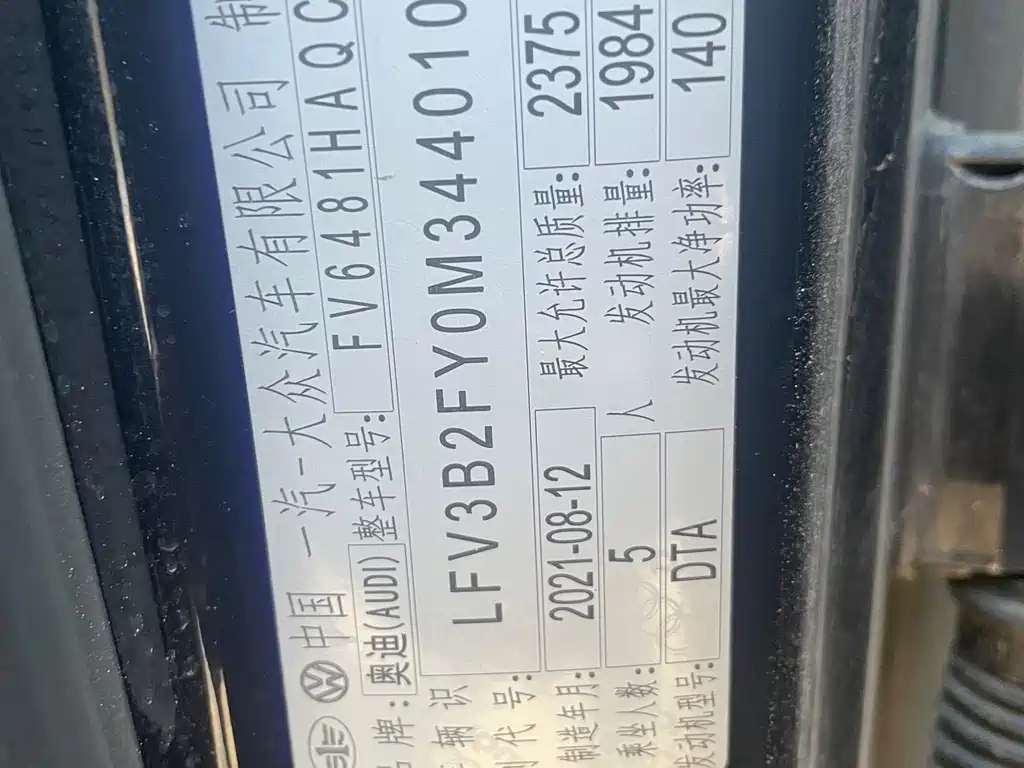 中国 一汽-大众汽车有限公司 制
牌: 奥迪(AUDI) 整车型号: FV6481HAQC
辆识
代号: LFV3B2FY0M344010
制造年月: 2021-08-12 最大允许总质量: 2375
乘坐人数: 5 人 发动机排量: 1984
发动机型号: DTA 发动机最大净功率: 140